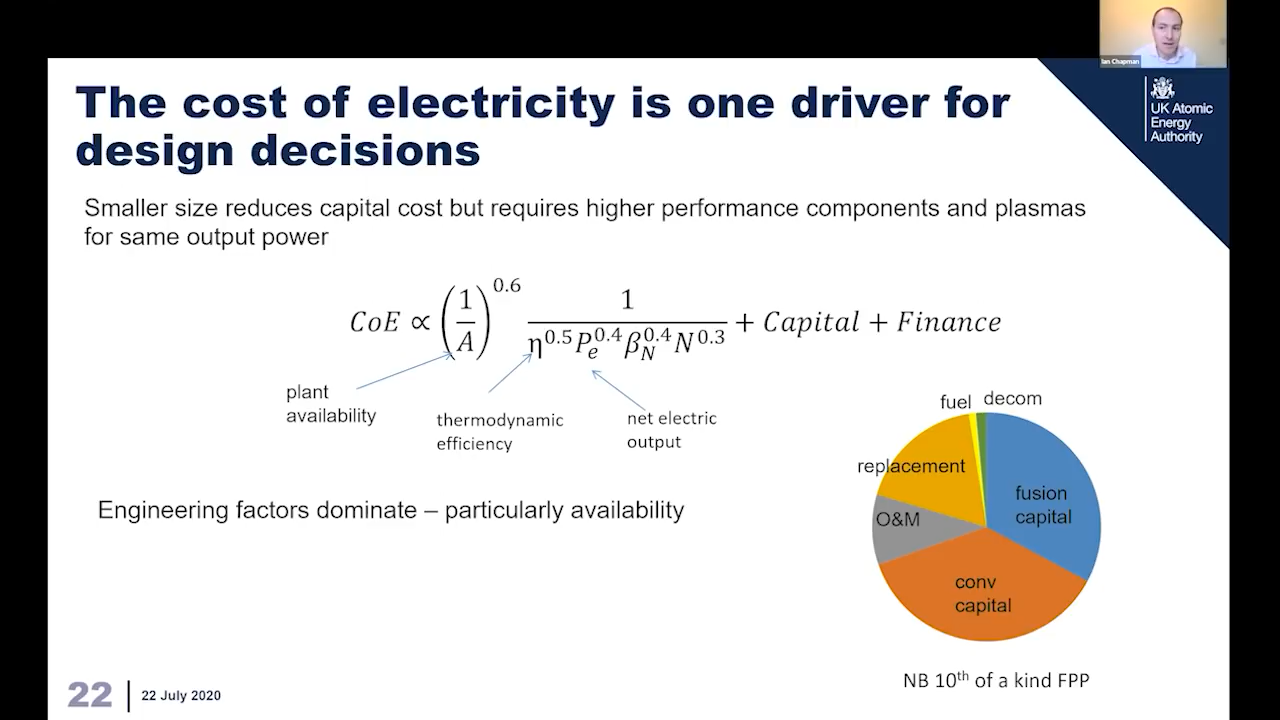 Ian Chapman
The cost of electricity is one driver for
design decisions
UK Atomic
Energy
Authority
Smaller size reduces capital cost but requires higher performance components and plasmas
for same output power
CoE ∝ (1/A)^0.6 1/(η^0.5 P_e^0.4 β_N^0.4 N^0.3) + Capital + Finance
plant
availability
thermodynamic
efficiency
net electric
output
Engineering factors dominate – particularly availability
fuel
decom
replacement
fusion
capital
O&M
conv
capital
NB 10th of a kind FPP
22
22 July 2020